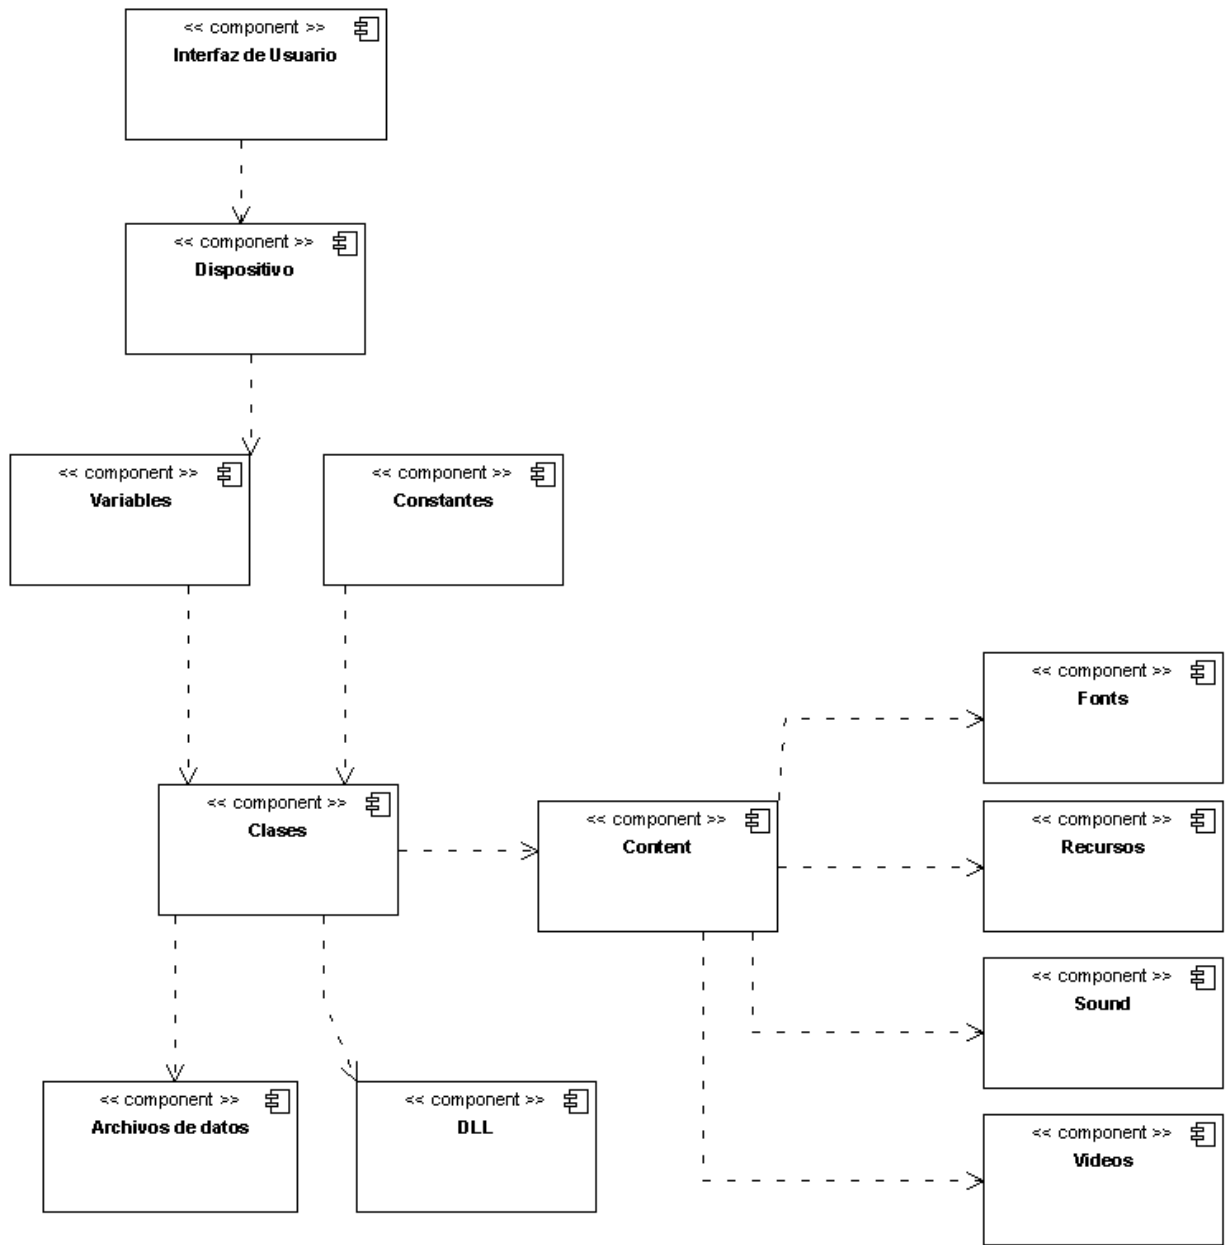 << component >>
Interfaz de Usuario
<< component >>
Dispositivo
<< component >>
Variables
<< component >>
Constantes
<< component >>
Fonts
<< component >>
Clases
<< component >>
Content
<< component >>
Recursos
<< component >>
Sound
<< component >>
Archivos de datos
<< component >>
DLL
<< component >>
Videos